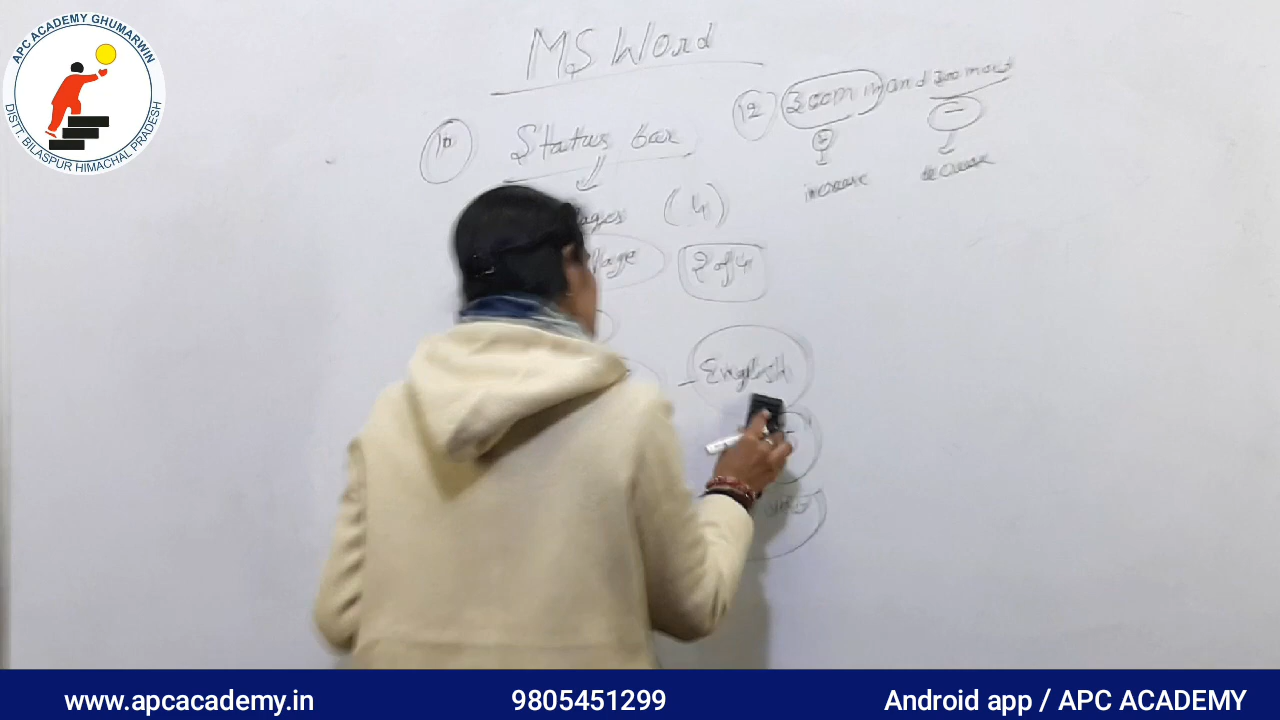 APC ACADEMY GHUMARWIN
DISTT. BILASPUR HIMACHAL PRADESH
MS Word
10 Status bar
Pages (4)
Page 2 of 4
- English
12 Zoom in and zoom out
+ -
increase decrease
www.apcacademy.in 9805451299 Android app / APC ACADEMY